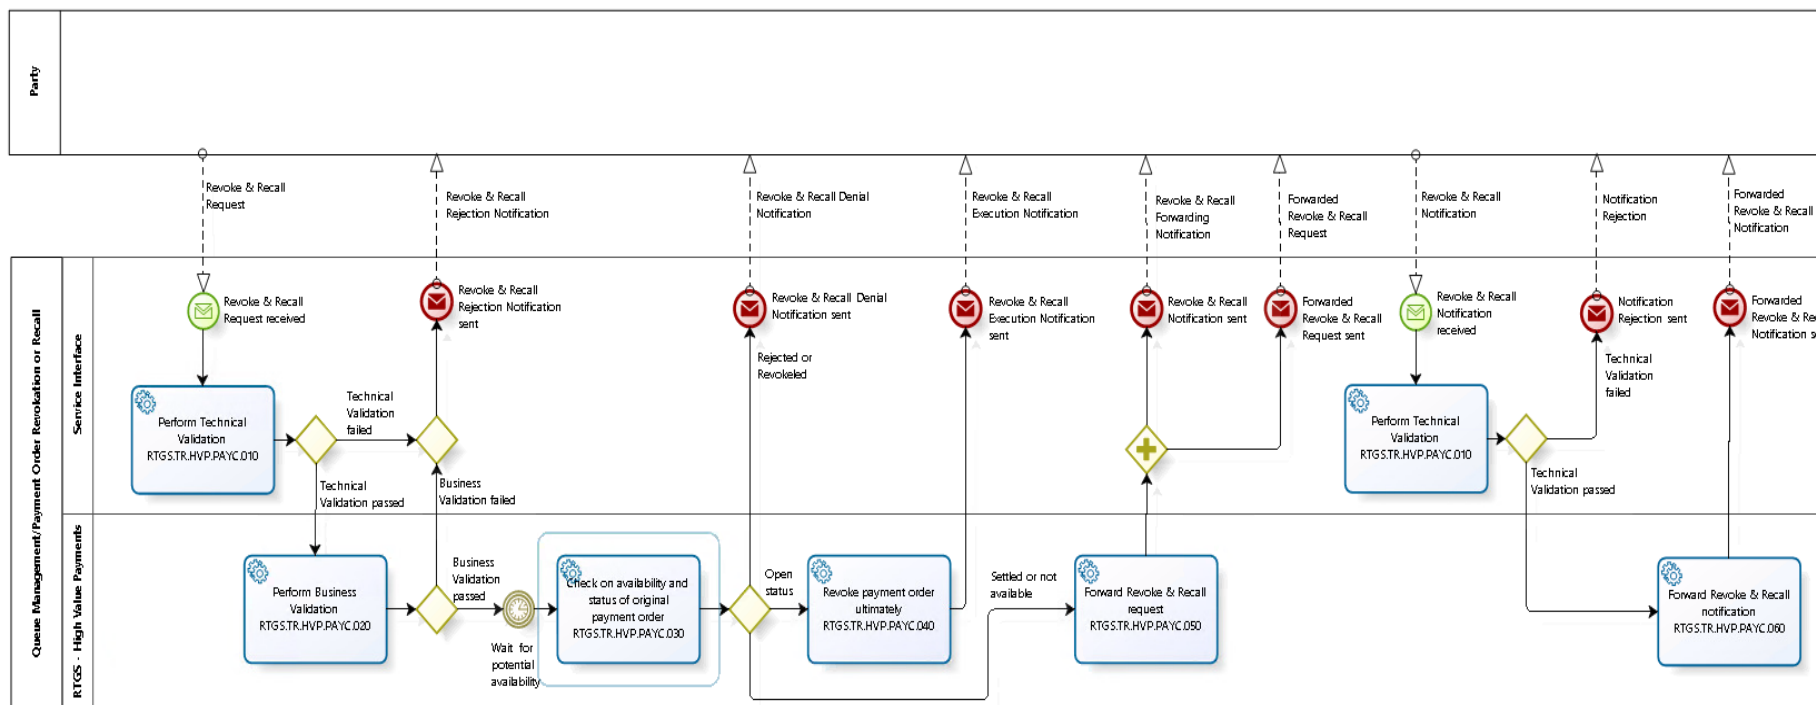 Party
Revoke & Recall
Request
Revoke & Recall
Rejection Notification
Revoke & Recall Denial
Notification
Revoke & Recall
Execution Notification
Revoke & Recall
Forwarding
Notification
Forwarded
Revoke & Recall
Request
Revoke & Recall
Notification
Notification
Rejection
Forwarded
Revoke & Recall
Notification
Queue Management/Payment Order Revokation or Recall
Service Interface
Revoke & Recall
Request received
Revoke & Recall
Rejection Notification
sent
Revoke & Recall Denial
Notification sent
Revoke & Recall
Execution Notification
sent
Revoke & Recall
Notification sent
Forwarded
Revoke & Recall
Request sent
Revoke & Recall
Notification
received
Notification
Rejection sent
Forwarded
Revoke & Re
Notification s
Rejected or
Revokeled
Technical
Validation
failed
Perform Technical
Validation
RTGS.TR.HVP.PAYC.010
Technical
Validation
failed
Perform Technical
Validation
RTGS.TR.HVP.PAYC.010
Technical
Validation passed
Business
Validation failed
Technical
Validation passed
RTGS - High Value Payments
Perform Business
Validation
RTGS.TR.HVP.PAYC.020
Business
Validation
passed
Wait for
potential
availability
Check on availability and
status of original
payment order
RTGS.TR.HVP.PAYC.030
Open
status
Revoke payment order
ultimately
RTGS.TR.HVP.PAYC.040
Settled or not
available
Forward Revoke & Recall
request
RTGS.TR.HVP.PAYC.050
Forward Revoke & Recall
notification
RTGS.TR.HVP.PAYC.060